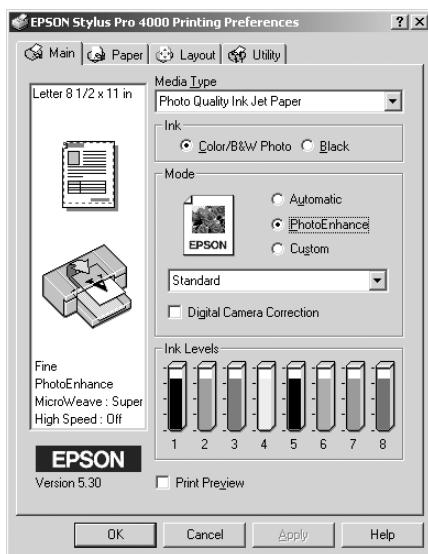 EPSON Stylus Pro 4000 Printing Preferences
Main Paper Layout Utility
Letter 8 1/2 x 11 in
Media Type
Photo Quality Ink Jet Paper
Ink
Color/B&W Photo Black
Mode
EPSON
Automatic
PhotoEnhance
Custom
Standard
Digital Camera Correction
Fine
PhotoEnhance
MicroWeave : Super
High Speed : Off
Ink Levels
1 2 3 4 5 6 7 8
EPSON
Version 5.30
Print Preview
OK Cancel Apply Help